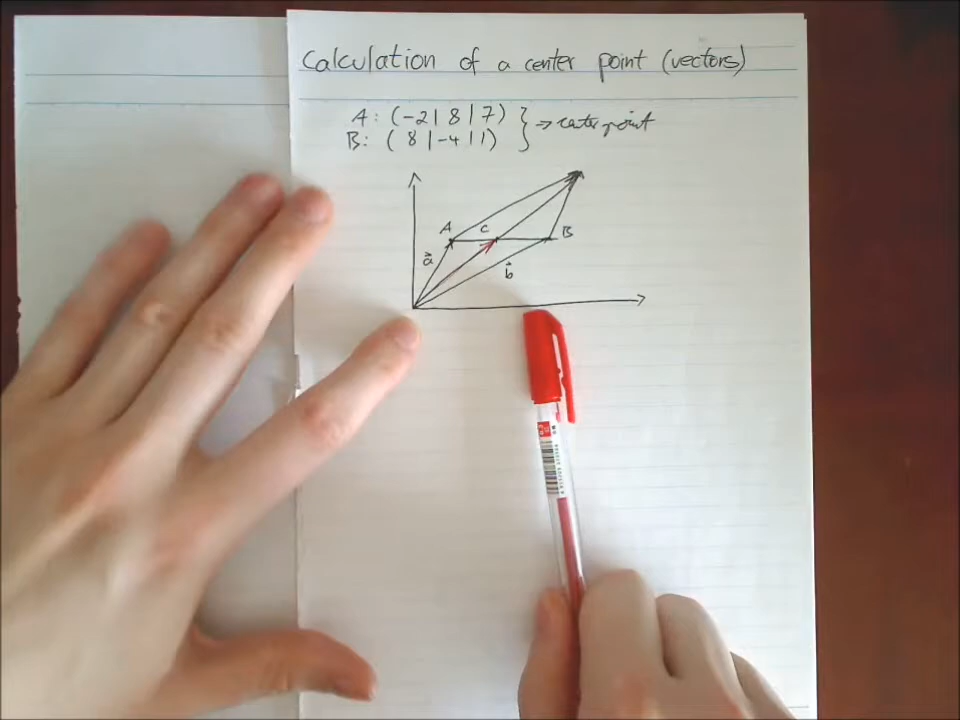 Calculation of a center point (vectors)
A: (-2 | 8 | 7) } → center point
B: ( 8 | -4 | 1) }
A C B
a⃗
b⃗